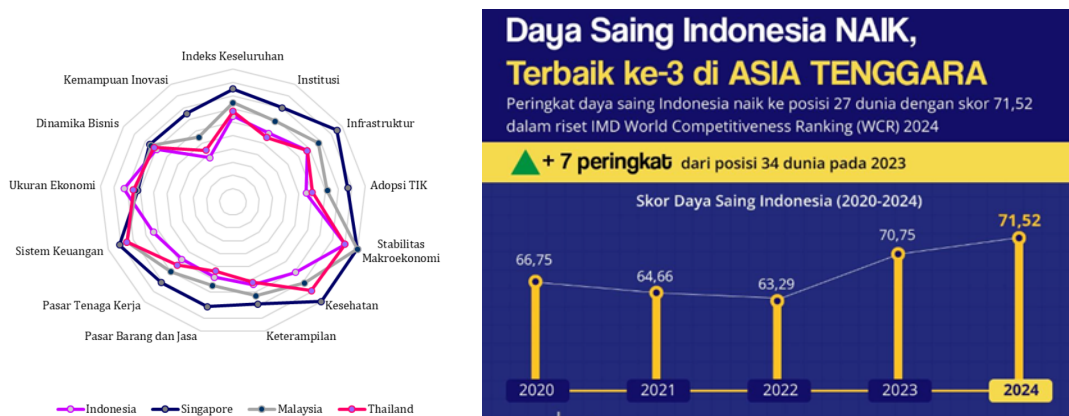 Indeks Keseluruhan
Institusi
Infrastruktur
Adopsi TIK
Stabilitas
Makroekonomi
Kesehatan
Keterampilan
Pasar Barang dan Jasa
Pasar Tenaga Kerja
Sistem Keuangan
Ukuran Ekonomi
Dinamika Bisnis
Kemampuan Inovasi
Indonesia Singapore Malaysia Thailand
Daya Saing Indonesia NAIK,
Terbaik ke-3 di ASIA TENGGARA
Peringkat daya saing Indonesia naik ke posisi 27 dunia dengan skor 71,52
dalam riset IMD World Competitiveness Ranking (WCR) 2024
+ 7 peringkat dari posisi 34 dunia pada 2023
Skor Daya Saing Indonesia (2020-2024)
66,75 64,66 63,29 70,75 71,52
2020 2021 2022 2023 2024